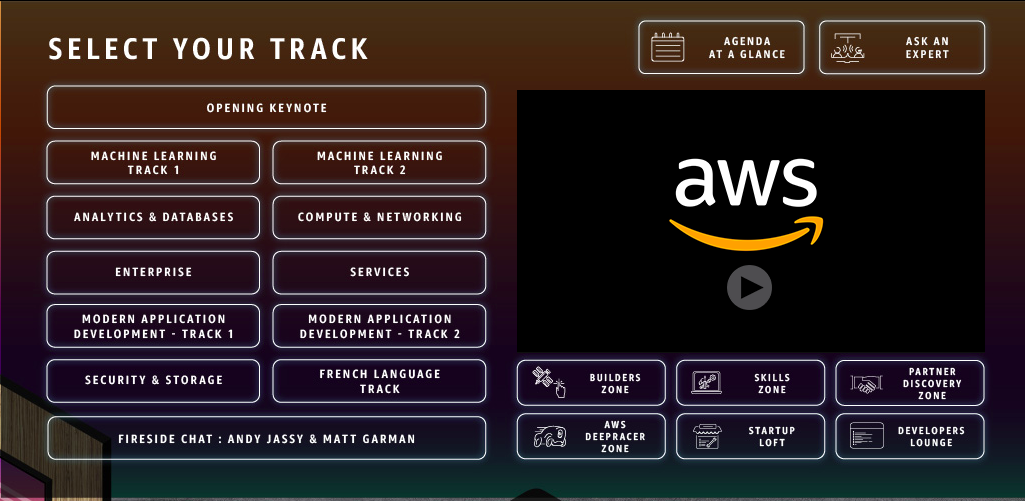 SELECT YOUR TRACK
AGENDA
AT A GLANCE
ASK AN
EXPERT
OPENING KEYNOTE
MACHINE LEARNING
TRACK 1
MACHINE LEARNING
TRACK 2
ANALYTICS & DATABASES
COMPUTE & NETWORKING
ENTERPRISE
SERVICES
MODERN APPLICATION
DEVELOPMENT - TRACK 1
MODERN APPLICATION
DEVELOPMENT - TRACK 2
SECURITY & STORAGE
FRENCH LANGUAGE
TRACK
FIRESIDE CHAT : ANDY JASSY & MATT GARMAN
aws
BUILDERS
ZONE
SKILLS
ZONE
PARTNER
DISCOVERY
ZONE
AWS
DEEPRACER
ZONE
STARTUP
LOFT
DEVELOPERS
LOUNGE